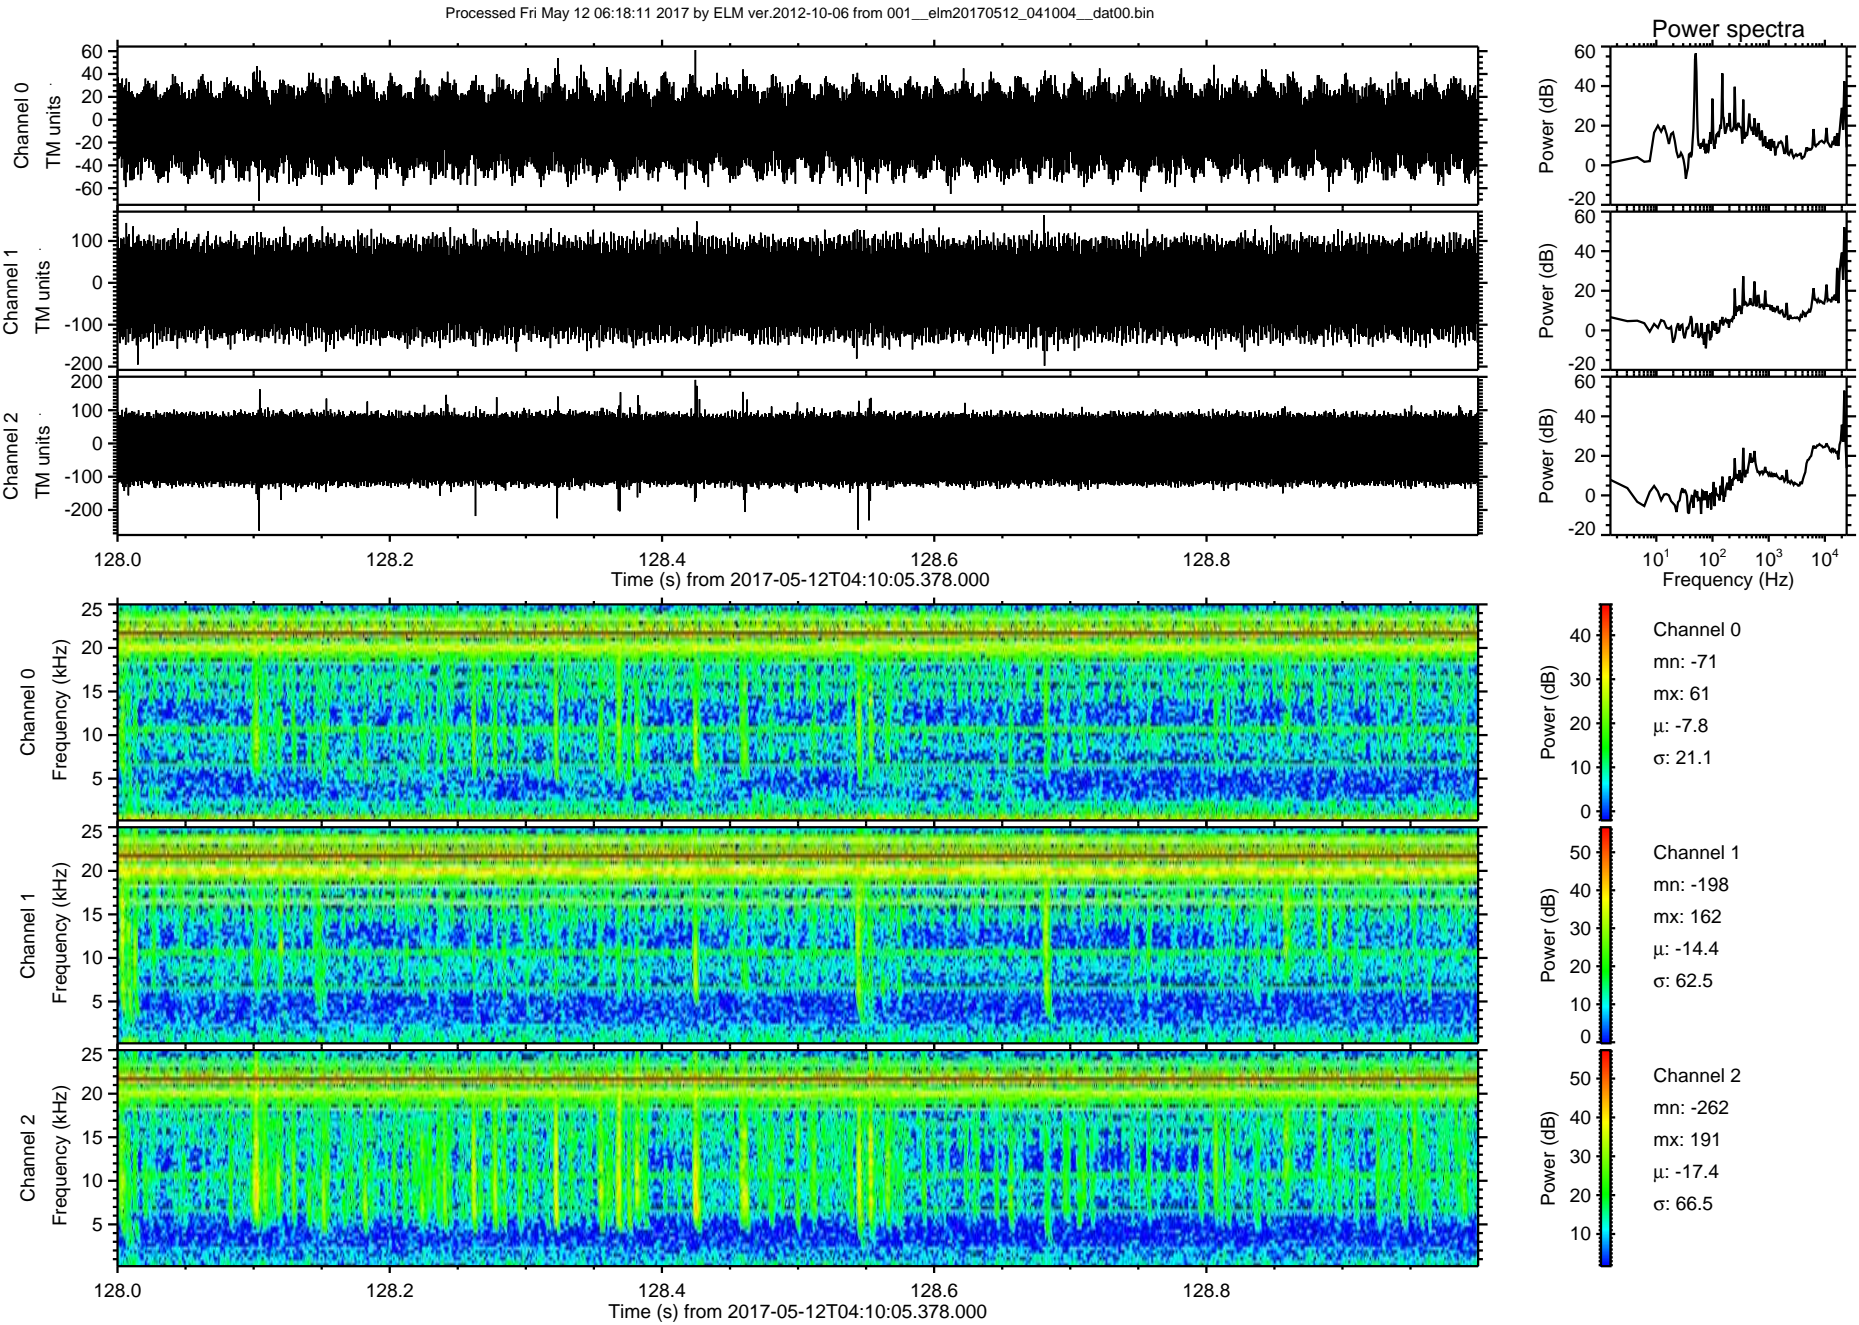 Processed Fri May 12 06:18:11 2017 by ELM ver.2012-10-06 from 001__elm20170512_041004__dat00.bin
Power spectra
Channel 0
TM units
60
40
20
0
-20
-40
-60
Power (dB)
60
40
20
0
-20
Channel 1
TM units
100
0
-100
-200
Power (dB)
60
40
20
0
-20
Channel 2
TM units
200
100
0
-100
-200
Power (dB)
60
40
20
0
-20
128.0
128.2
128.4
128.6
128.8
Time (s) from 2017-05-12T04:10:05.378.000
10¹
10²
10³
10⁴
Frequency (Hz)
Channel 0
Frequency (kHz)
25
20
15
10
5
Power (dB)
40
30
20
10
0
Channel 0
mn: -71
mx: 61
μ: -7.8
σ: 21.1
Channel 1
Frequency (kHz)
25
20
15
10
5
Power (dB)
50
40
30
20
10
0
Channel 1
mn: -198
mx: 162
μ: -14.4
σ: 62.5
Channel 2
Frequency (kHz)
25
20
15
10
5
Power (dB)
50
40
30
20
10
Channel 2
mn: -262
mx: 191
μ: -17.4
σ: 66.5
128.0
128.2
128.4
128.6
128.8
Time (s) from 2017-05-12T04:10:05.378.000